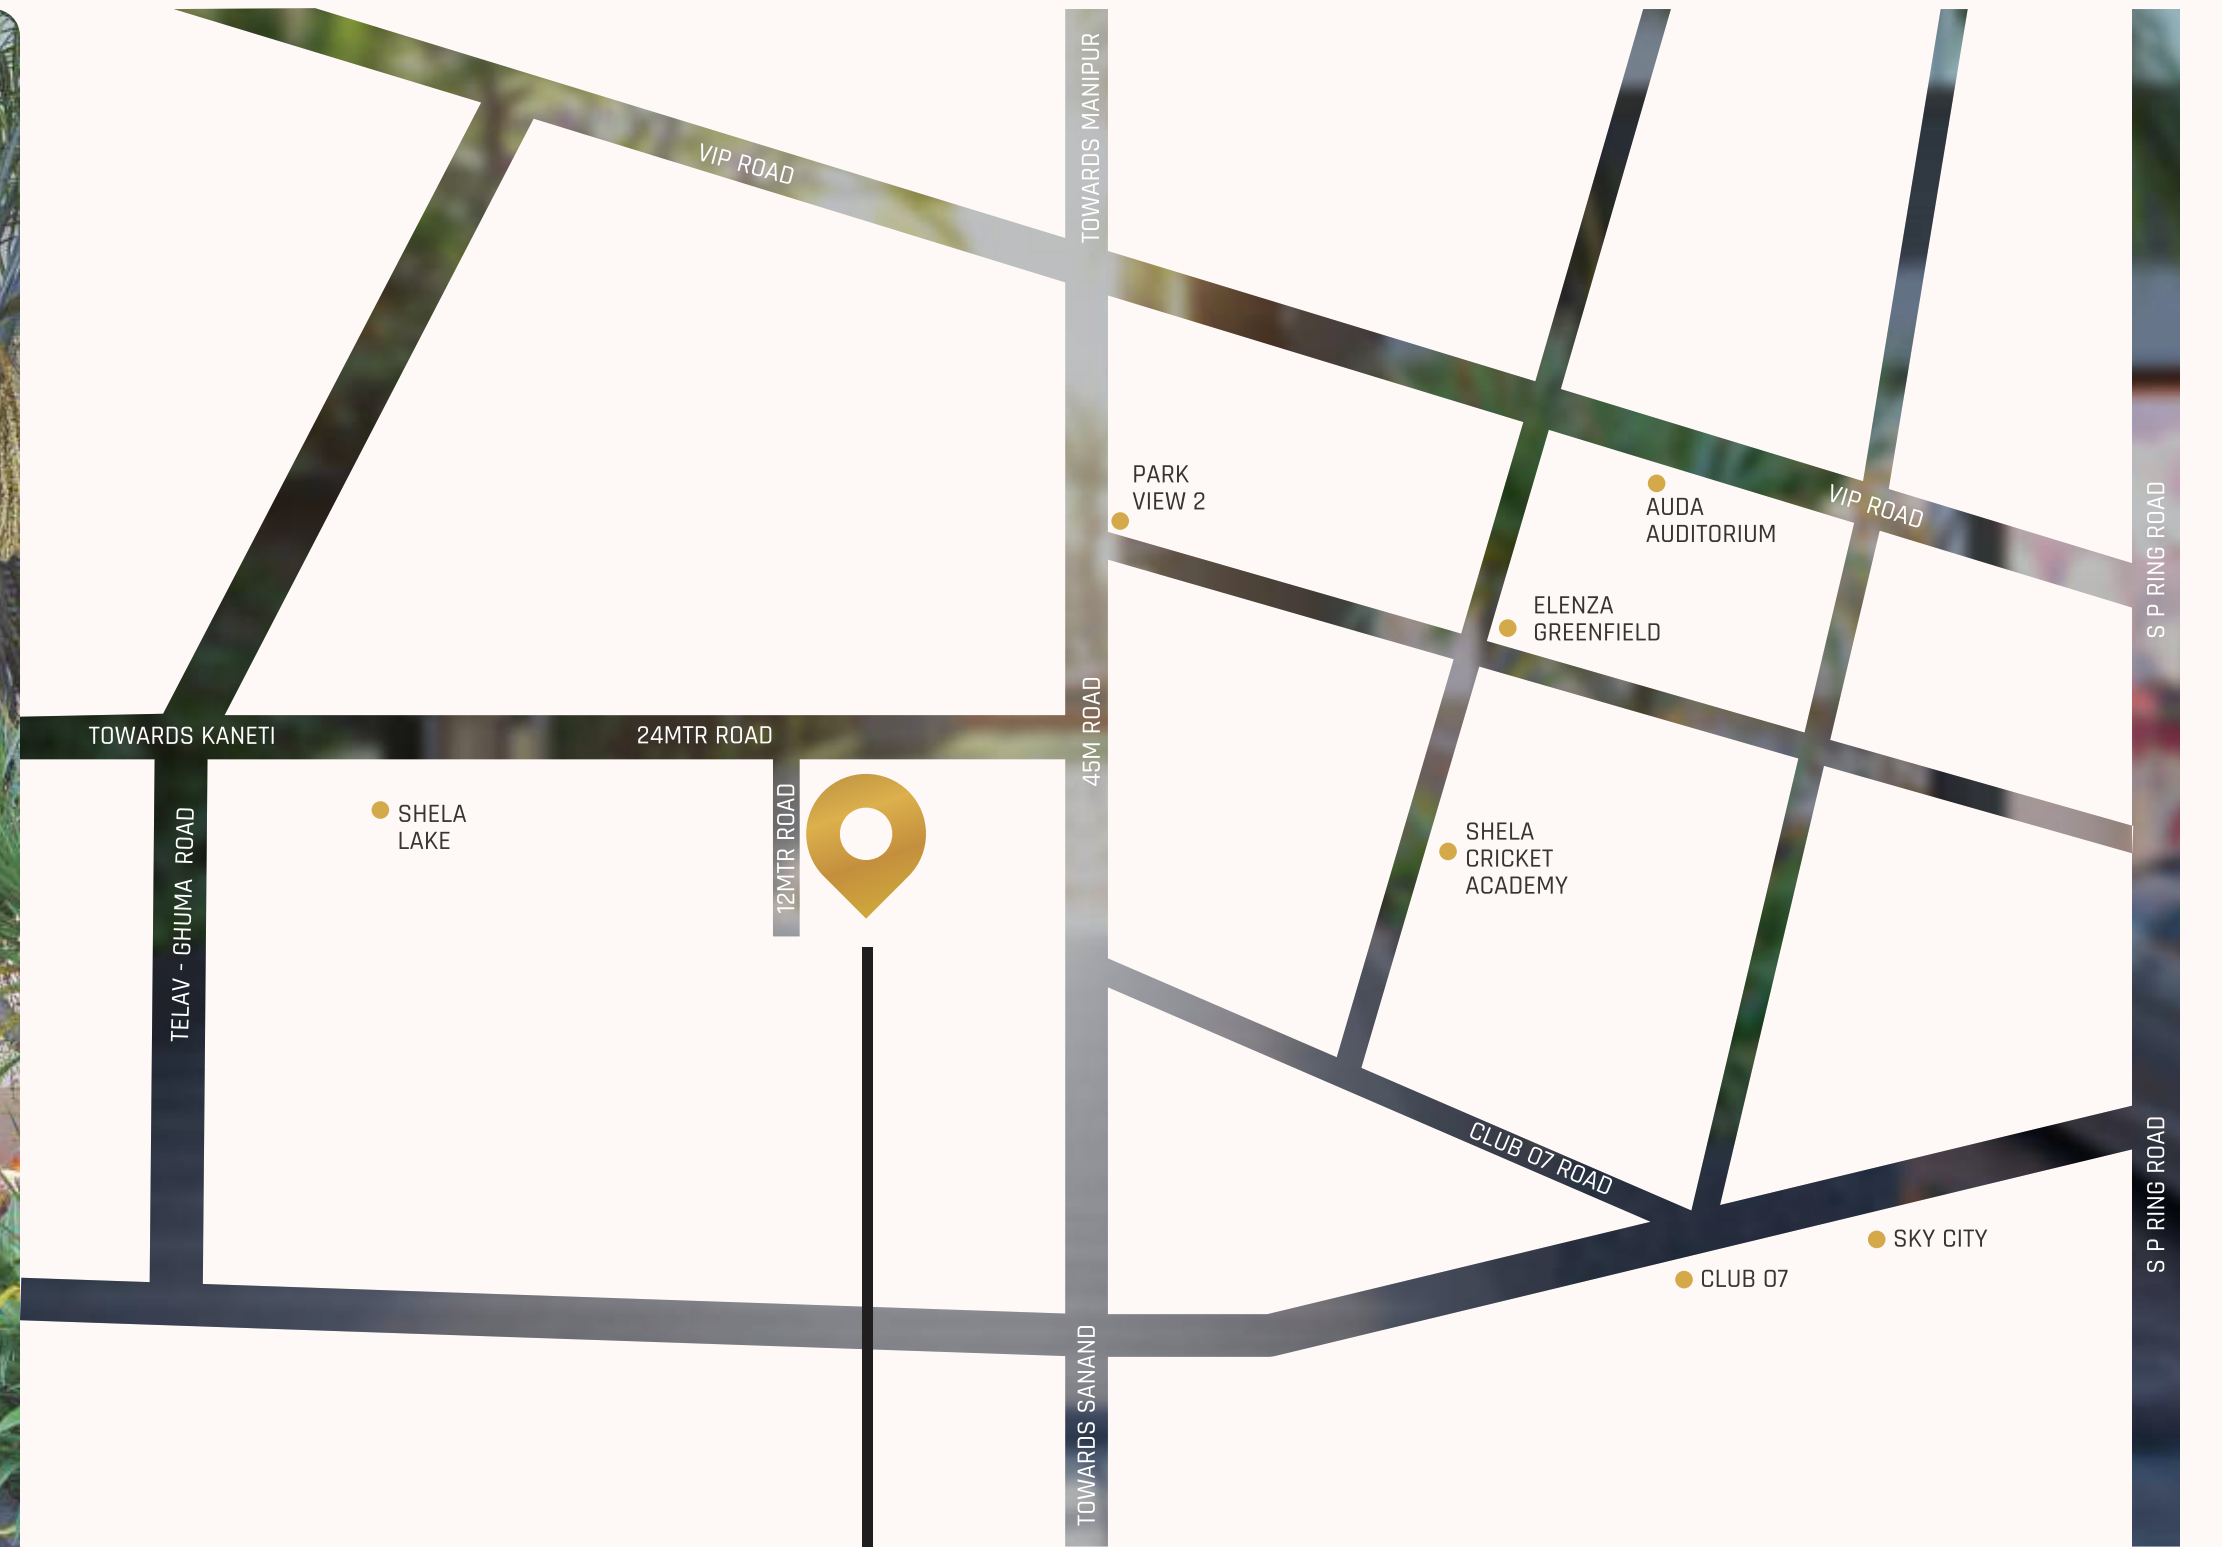 TOWARDS MANIPUR
VIP ROAD
PARK
VIEW 2
AUDA
AUDITORIUM
VIP ROAD
S P RING ROAD
ELENZA
GREENFIELD
TOWARDS KANETI
24MTR ROAD
45M ROAD
SHELA
LAKE
12MTR ROAD
TELAV - GHUMA ROAD
SHELA
CRICKET
ACADEMY
CLUB 07 ROAD
S P RING ROAD
SKY CITY
CLUB 07
TOWARDS SANAND